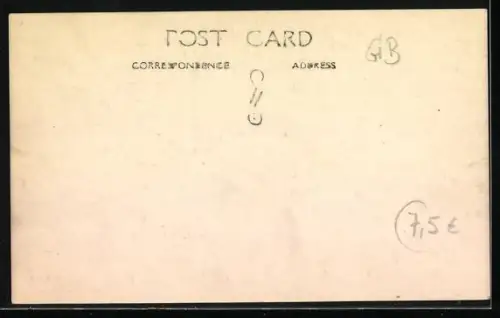 POST CARD
CORRESPONDENCE ADDRESS
GB
7,5 €